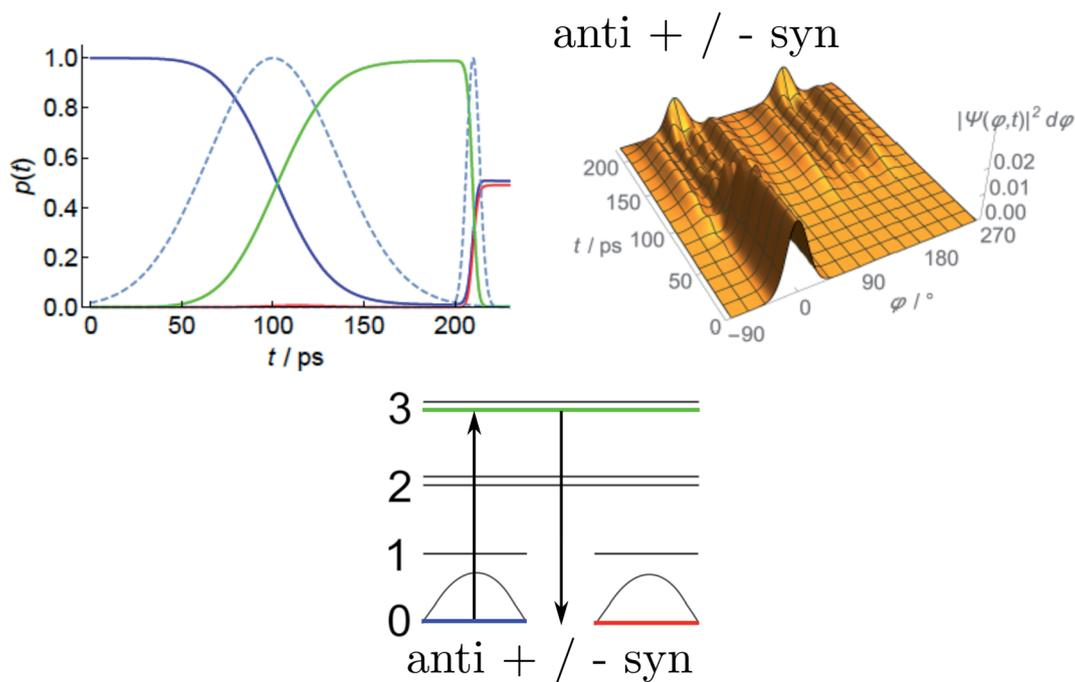 anti + / - syn
1.0
0.8
0.6
0.4
0.2
0.0
p(t)
0 50 100 150 200
t / ps
|Ψ(φ,t)|² dφ
0.02
0.01
0.00
200
150
100
50
0
t / ps
-90
0
90
180
270
φ / °
3
2
1
0
anti + / - syn